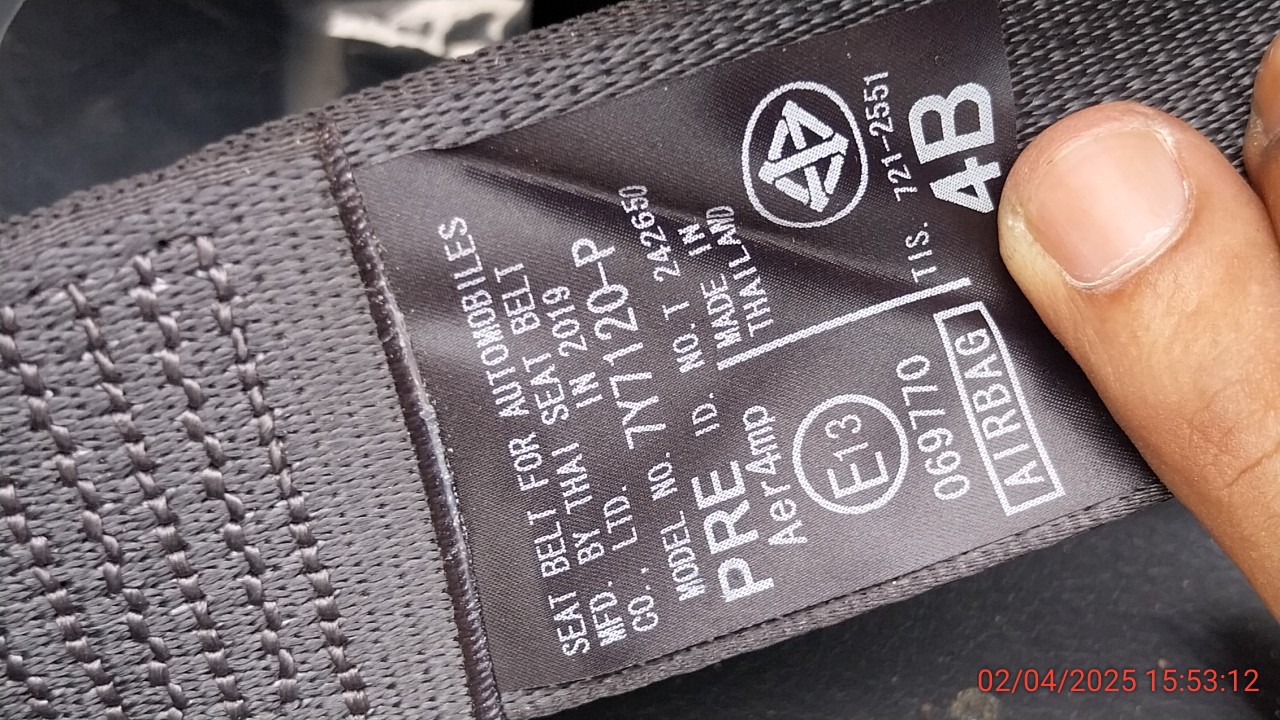 SEAT BELT FOR AUTOMOBILES
MFD. BY THAI SEAT BELT
CO., LTD. IN 2019
MODEL NO. 7Y7120-P
PRE ID. NO. T 242650
Aer4mp
MADE IN
THAILAND
E13
069770
AIRBAG
TIS. 721-2551
4B
02/04/2025 15:53:12